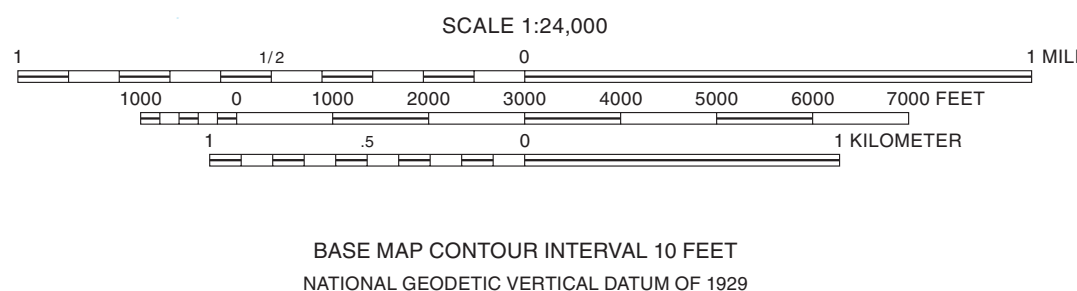 SCALE 1:24,000
1 1/2 0 1 MILE
1000 0 1000 2000 3000 4000 5000 6000 7000 FEET
1 .5 0 1 KILOMETER
BASE MAP CONTOUR INTERVAL 10 FEET
NATIONAL GEODETIC VERTICAL DATUM OF 1929